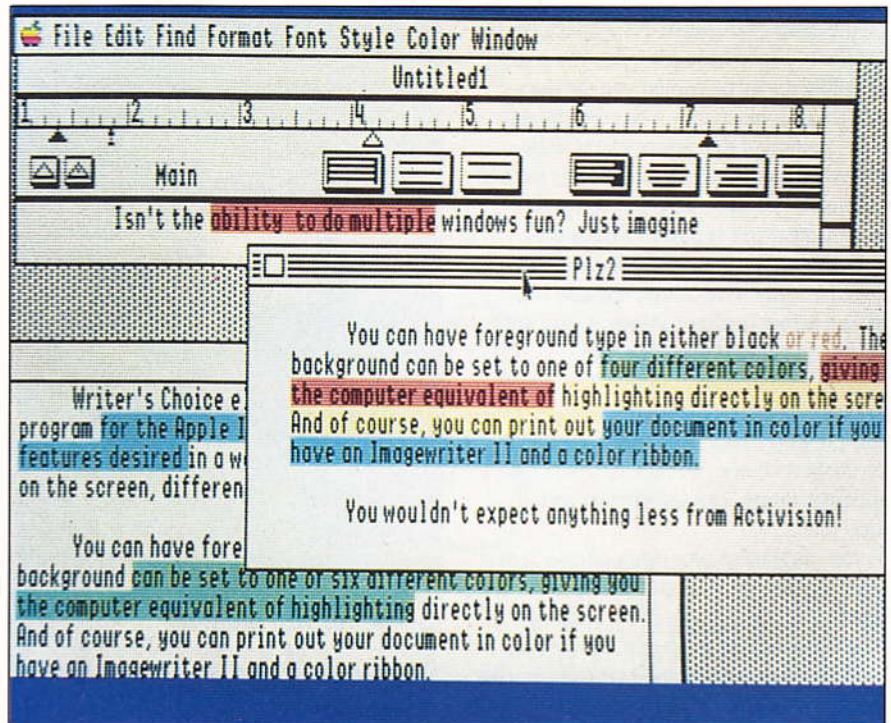 File Edit Find Format Font Style Color Window
Untitled1
1 2 3 4 5 6 7 8
Main
Isn't the ability to do multiple windows fun? Just imagine
Plz2
You can have foreground type in either black or red. The
background can be set to one of four different colors, giving
the computer equivalent of highlighting directly on the scre
And of course, you can print out your document in color if you
have an Imagewriter II and a color ribbon.
You wouldn't expect anything less from Activision!
Writer's Choice e
program for the Apple I
features desired in a w
on the screen, differen
You can have fore
background can be set to one of six different colors, giving you
the computer equivalent of highlighting directly on the screen.
And of course, you can print out your document in color if you
have an Imagewriter II and a color ribbon.